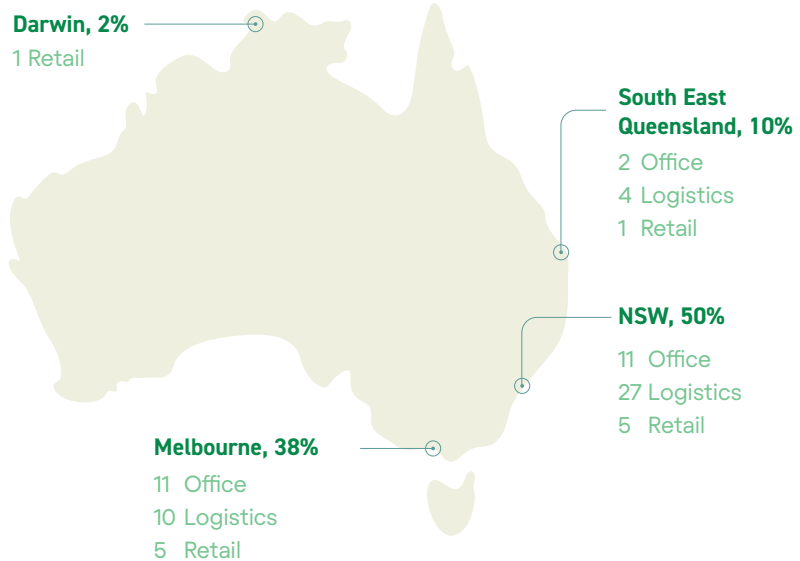 Darwin, 2%
1 Retail
South East
Queensland, 10%
2 Office
4 Logistics
1 Retail
NSW, 50%
11 Office
27 Logistics
5 Retail
Melbourne, 38%
11 Office
10 Logistics
5 Retail